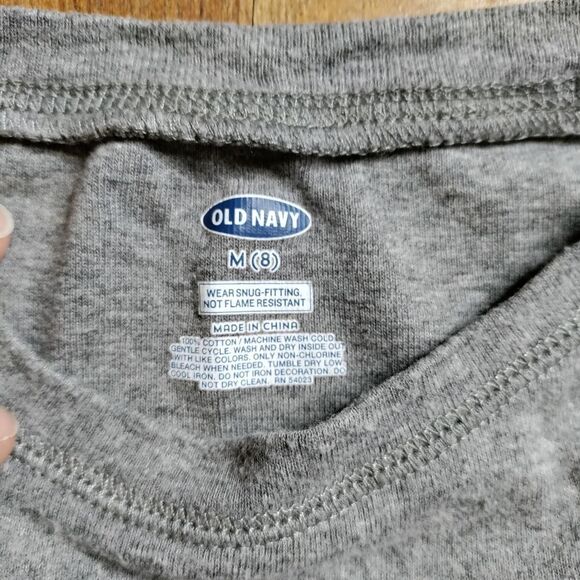 OLD NAVY
M (8)
WEAR SNUG-FITTING.
NOT FLAME RESISTANT
MADE IN CHINA
100% COTTON / MACHINE WASH COLD
GENTLE CYCLE. WASH AND DRY INSIDE OUT
WITH LIKE COLORS. ONLY NON-CHLORINE
BLEACH WHEN NEEDED. TUMBLE DRY LOW.
COOL IRON. DO NOT IRON DECORATION. DO
NOT DRY CLEAN. RN 54023